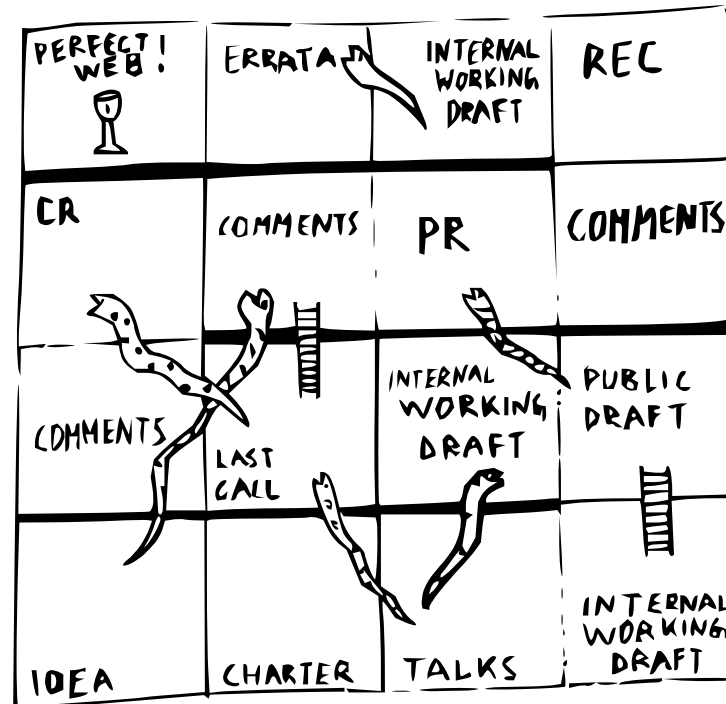 PERFECT!
WEB!
ERRATA
INTERNAL
WORKING
DRAFT
REC
CR
COMMENTS
PR
COMMENTS
COMMENTS
LAST
CALL
INTERNAL
WORKING
DRAFT
PUBLIC
DRAFT
IDEA
CHARTER
TALKS
INTERNAL
WORKING
DRAFT